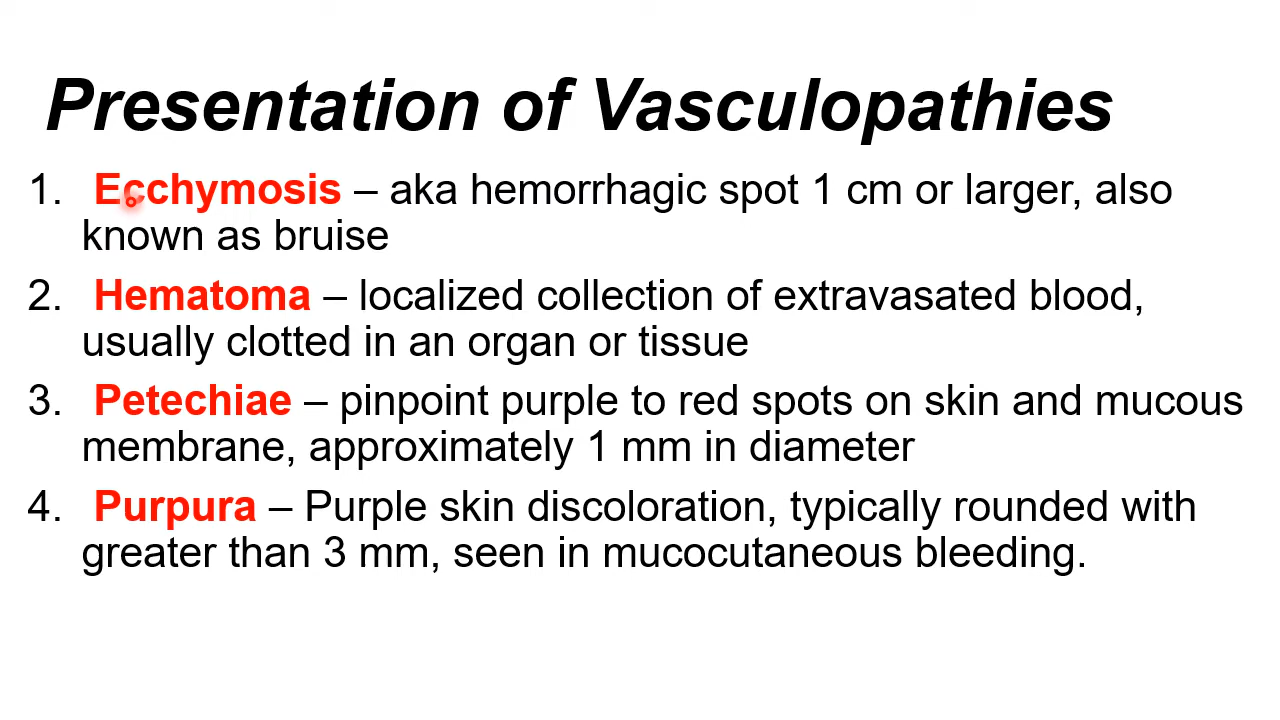 Presentation of Vasculopathies
1. Ecchymosis – aka hemorrhagic spot 1 cm or larger, also
known as bruise
2. Hematoma – localized collection of extravasated blood,
usually clotted in an organ or tissue
3. Petechiae – pinpoint purple to red spots on skin and mucous
membrane, approximately 1 mm in diameter
4. Purpura – Purple skin discoloration, typically rounded with
greater than 3 mm, seen in mucocutaneous bleeding.